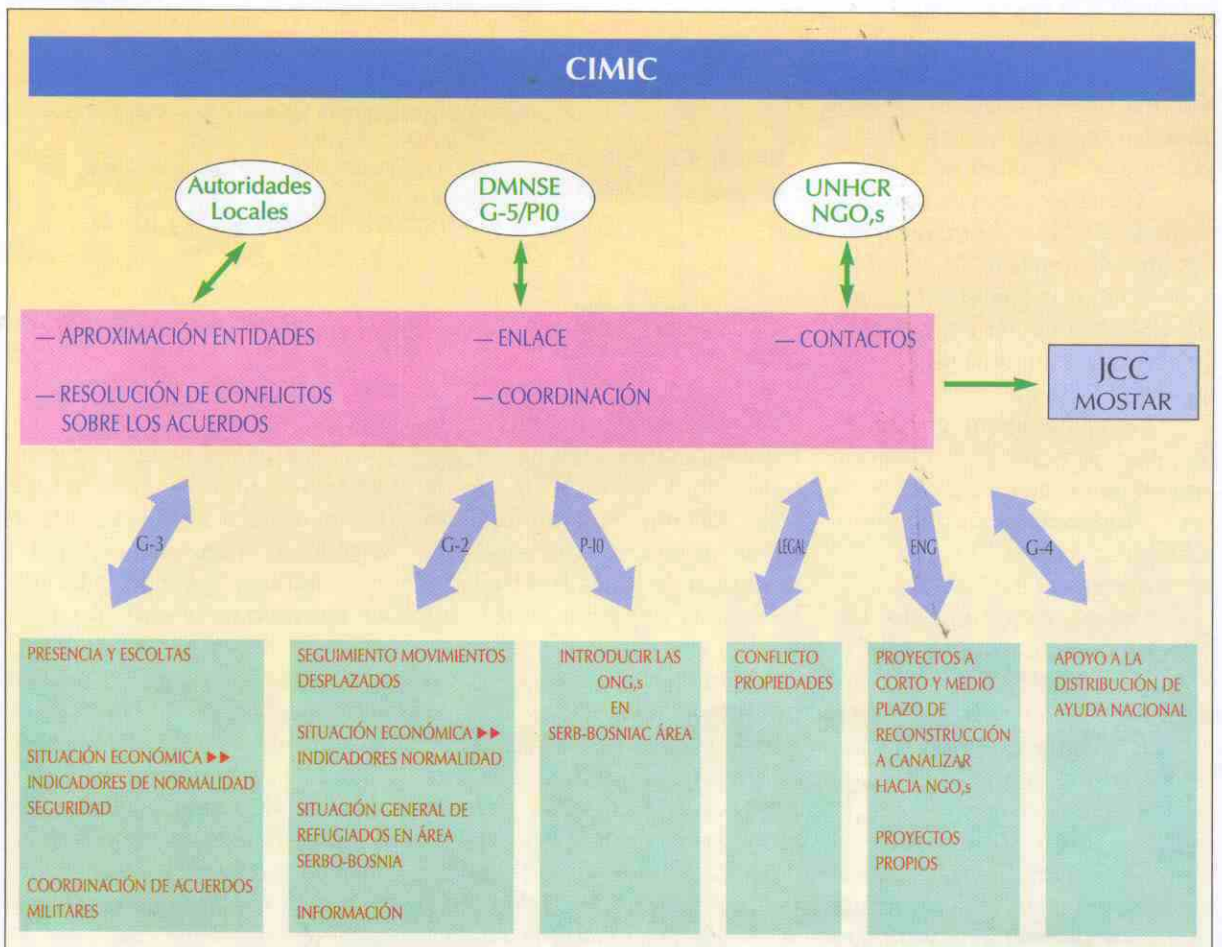 CIMIC
Autoridades
Locales
DMNSE
G-5/PI0
UNHCR
NGO,s
— APROXIMACIÓN ENTIDADES
— RESOLUCIÓN DE CONFLICTOS
SOBRE LOS ACUERDOS
— ENLACE
— COORDINACIÓN
— CONTACTOS
JCC
MOSTAR
G-3
G-2
P-I0
LEGAL
ENG
G-4
PRESENCIA Y ESCOLTAS
SITUACIÓN ECONÓMICA ▶▶
INDICADORES DE NORMALIDAD
SEGURIDAD
COORDINACIÓN DE ACUERDOS
MILITARES
SEGUIMIENTO MOVIMIENTOS
DESPLAZADOS
SITUACIÓN ECONÓMICA ▶▶
INDICADORES NORMALIDAD
SITUACIÓN GENERAL DE
REFUGIADOS EN ÁREA
SERBO-BOSNIA
INFORMACIÓN
INTRODUCIR LAS
ONG,s
EN
SERB-BOSNIAC ÁREA
CONFLICTO
PROPIEDADES
PROYECTOS A
CORTO Y MEDIO
PLAZO DE
RECONSTRUCCIÓN
A CANALIZAR
HACIA NGO,s
PROYECTOS
PROPIOS
APOYO A LA
DISTRIBUCIÓN DE
AYUDA NACIONAL